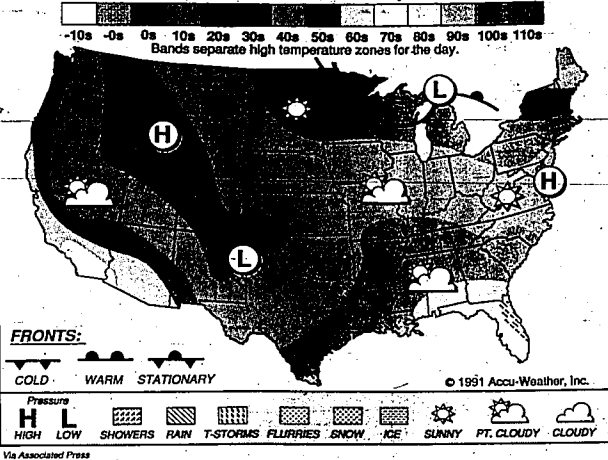 -10s -0s 0s 10s 20s 30s 40s 50s 60s 70s 80s 90s 100s 110s
Bands separate high temperature zones for the day.
L
H
H
L
FRONTS:
COLD WARM STATIONARY
© 1991 Accu-Weather, Inc.
Pressure
H L
HIGH LOW SHOWERS RAIN T-STORMS FLURRIES SNOW ICE SUNNY PT. CLOUDY CLOUDY
Via Associated Press